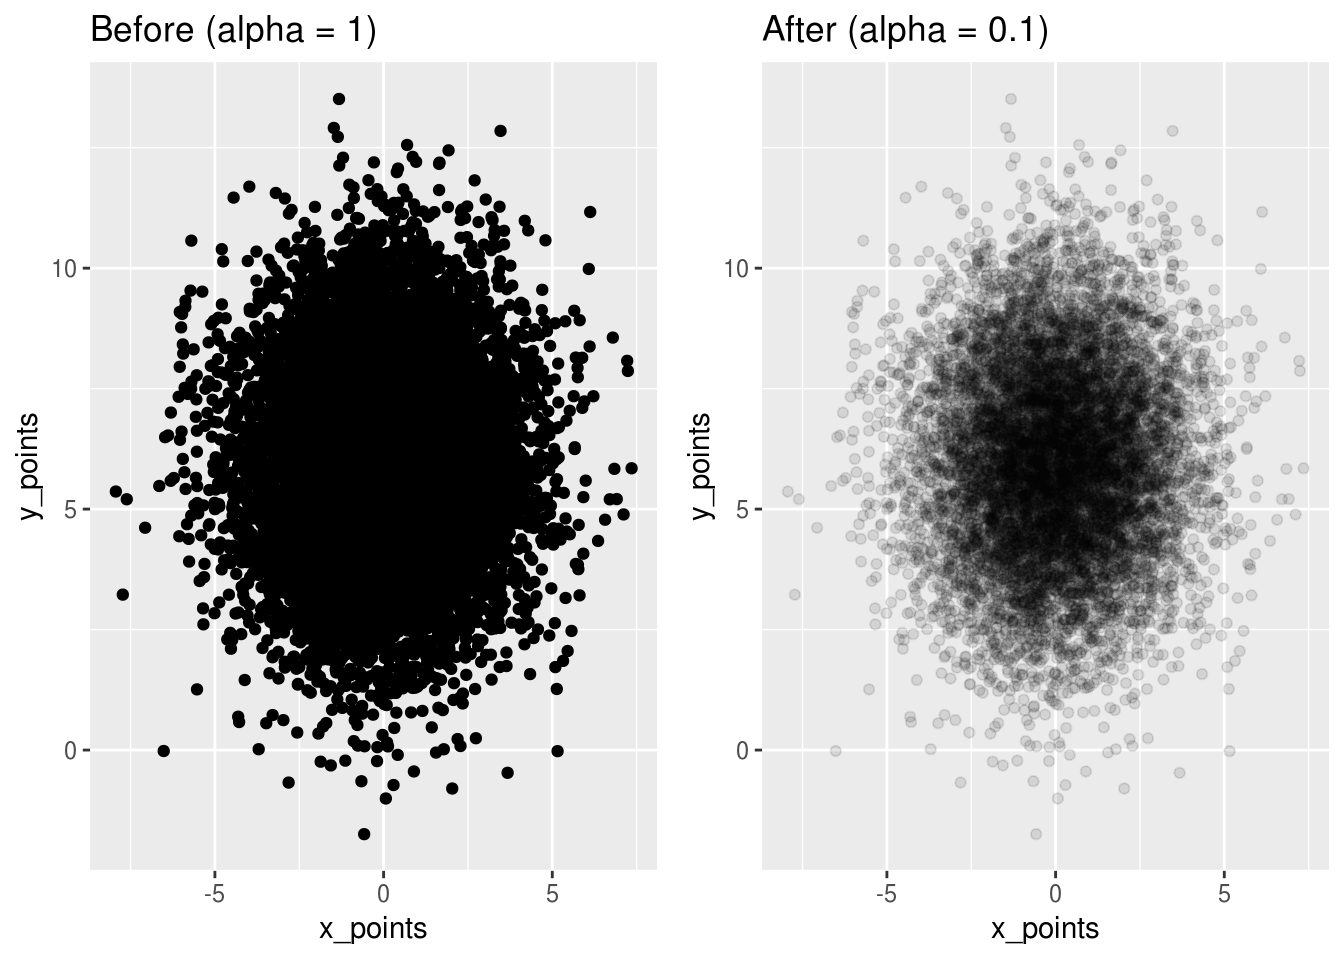 Before (alpha = 1)
y_points
10
5
0
-5
0
5
x_points
After (alpha = 0.1)
y_points
10
5
0
-5
0
5
x_points